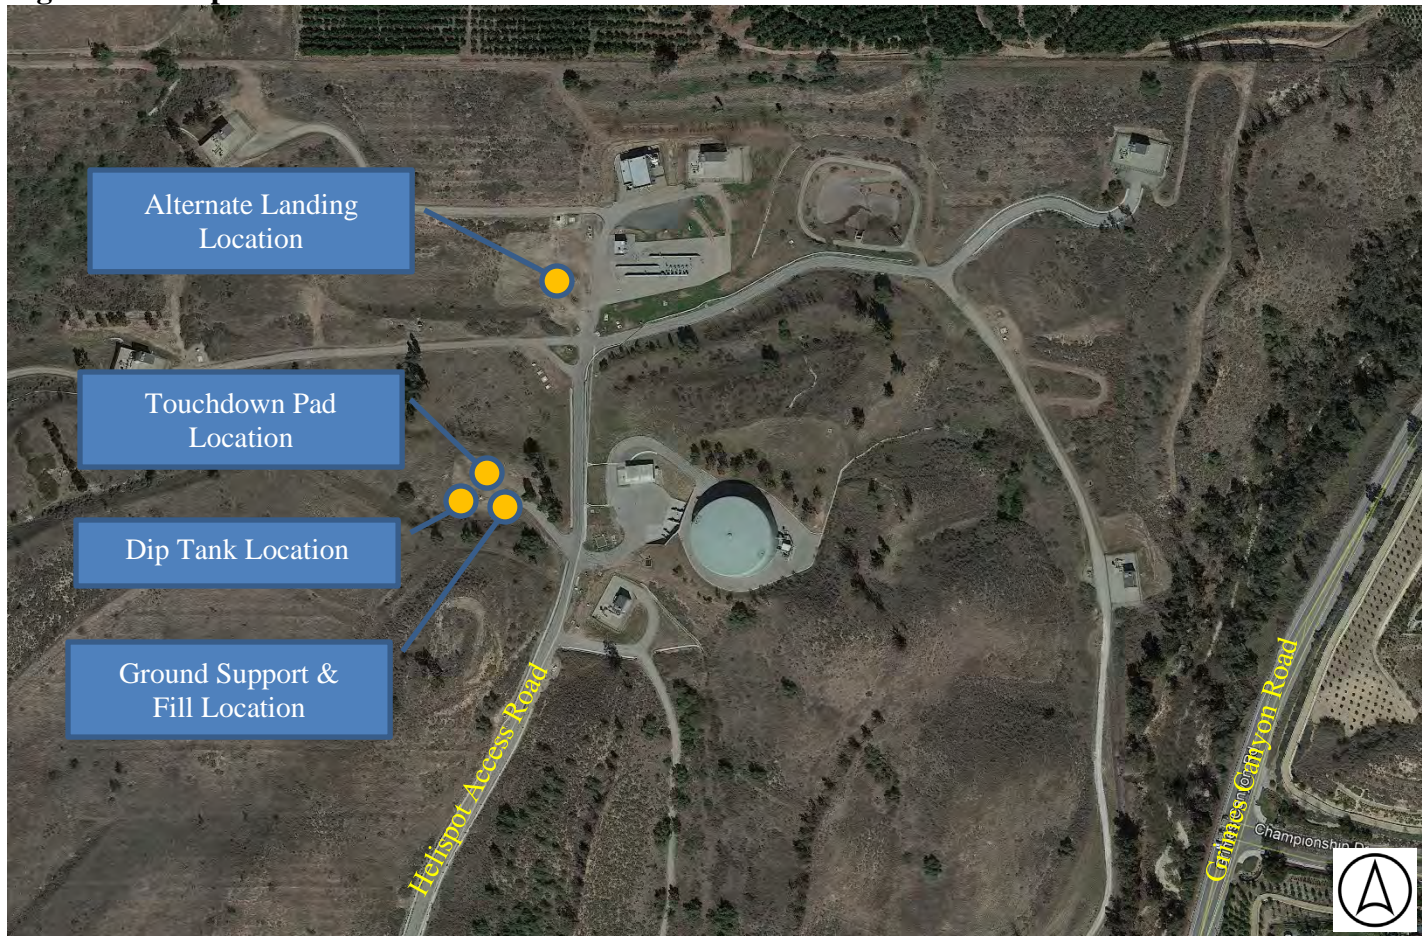 Alternate Landing
Location
Touchdown Pad
Location
Dip Tank Location
Ground Support &
Fill Location
Helispot Access Road
Grimes Canyon Road
Championship